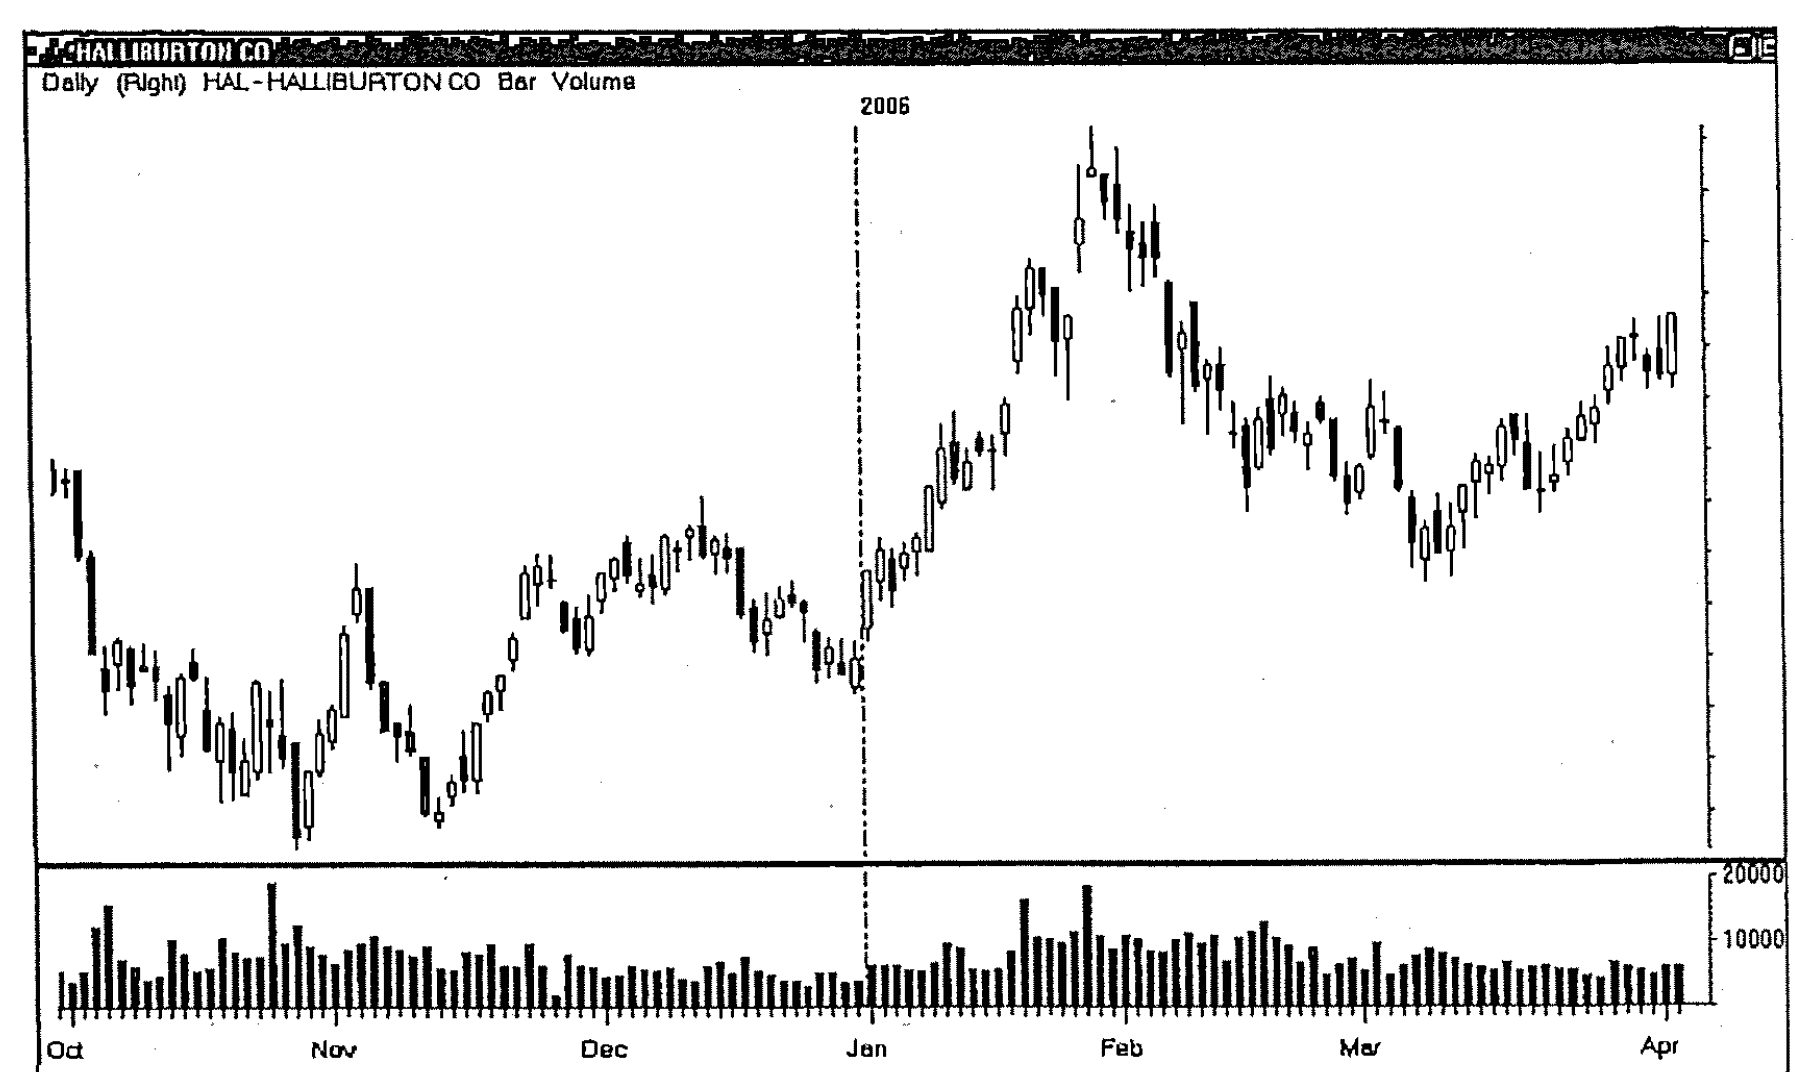 HALLIBURTON CO
Daily (Right) HAL-HALLIBURTON CO Bar Volume
2006
20000
10000
Oct Nov Dec Jan Feb Mar Apr